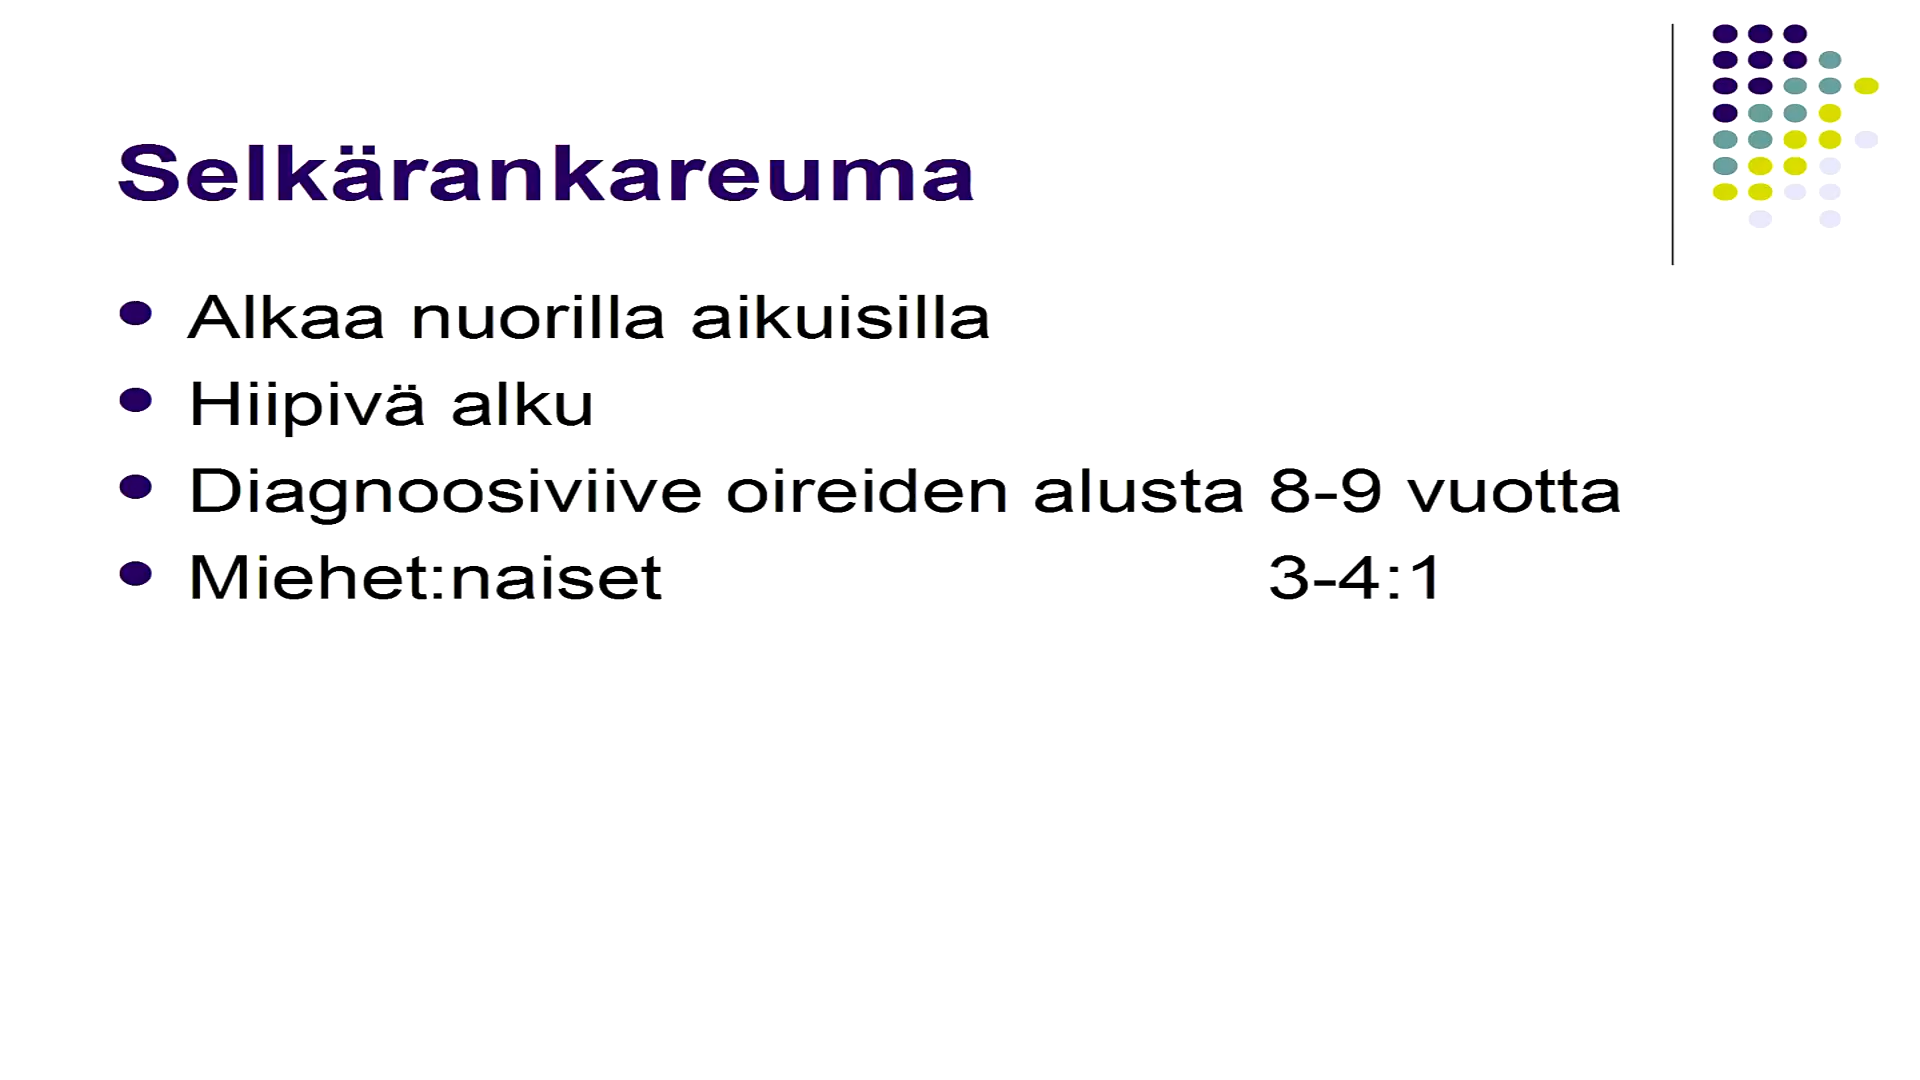 Selkärankareuma
Alkaa nuorilla aikuisilla
Hiipivä alku
Diagnoosiviive oireiden alusta 8-9 vuotta
Miehet:naiset 3-4:1